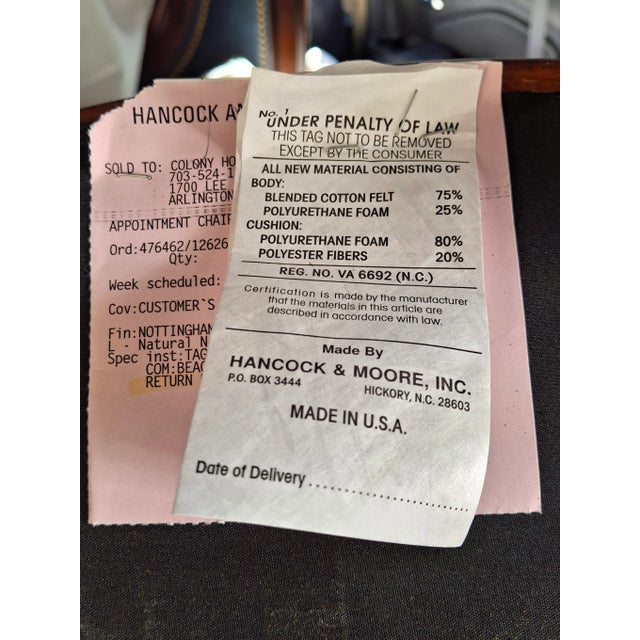 HANCOCK
SOLD TO: COLONY
703-524-1
1700 LEE
ARLINGTON
APPOINTMENT CHAIR
Ord:476462/12626
Qty:
Week scheduled:
Cov:CUSTOMER`S
Fin:NOTTINGHAM
L - Natural N
Spec inst:TAG
COM:BEAC
RETURN
No. 1
UNDER PENALTY OF LAW
THIS TAG NOT TO BE REMOVED
EXCEPT BY THE CONSUMER
ALL NEW MATERIAL CONSISTING OF
BODY:
BLENDED COTTON FELT 75%
POLYURETHANE FOAM 25%
CUSHION:
POLYURETHANE FOAM 80%
POLYESTER FIBERS 20%
REG. NO. VA 6692 (N.C.)
Certification is made by the manufacturer
that the materials in this article are
described in accordance with law.
Made By
HANCOCK & MOORE, INC.
P.O. BOX 3444 HICKORY, N.C. 28603
MADE IN U.S.A.
Date of Delivery